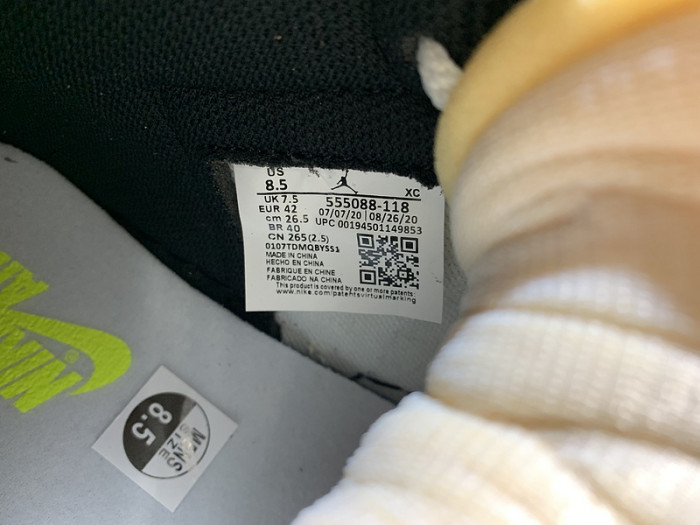 US
8.5
XC
UK 7.5
555088-118
EUR 42
07/07/20 | 08/26/20
cm 26.5
UPC 00194501149853
BR 40
CN 265(2.5)
0107TDMQBYSS1
MADE IN CHINA
HECHO EN CHINA
FABRIQUE EN CHINE
FABRICADO NA CHINA
This product is covered by one or more patents:
www.nike.com/patentsvirtualmarking
8.5
MENS
SIZE